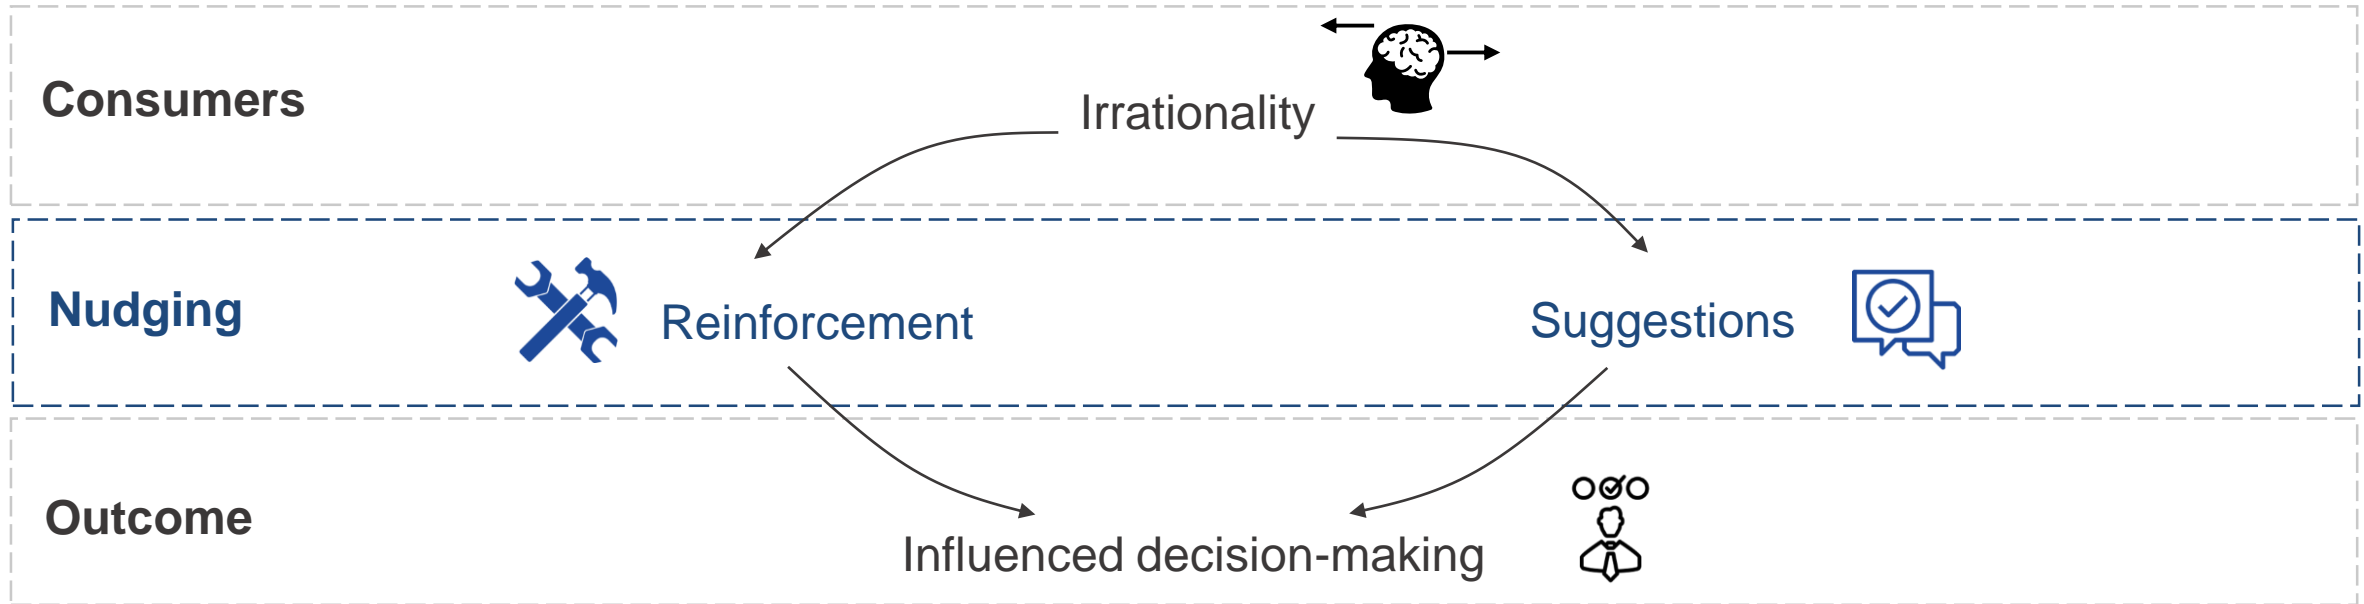 Consumers
Irrationality
Nudging
Reinforcement
Suggestions
Outcome
Influenced decision-making